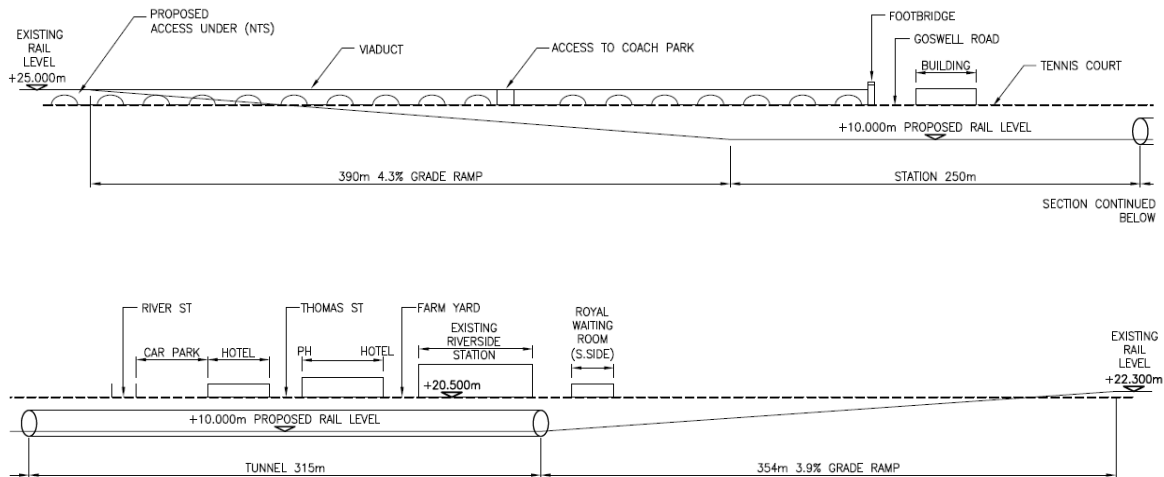 PROPOSED
ACCESS UNDER (NTS)
EXISTING
RAIL
LEVEL
+25.000m
VIADUCT
ACCESS TO COACH PARK
FOOTBRIDGE
GOSWELL ROAD
BUILDING
TENNIS COURT
+10.000m PROPOSED RAIL LEVEL
390m 4.3% GRADE RAMP
STATION 250m
SECTION CONTINUED
BELOW
RIVER ST
THOMAS ST
FARM YARD
CAR PARK
HOTEL
PH
HOTEL
EXISTING
RIVERSIDE
STATION
ROYAL
WAITING
ROOM
(S.SIDE)
EXISTING
RAIL
LEVEL
+22.300m
+20.500m
+10.000m PROPOSED RAIL LEVEL
TUNNEL 315m
354m 3.9% GRADE RAMP